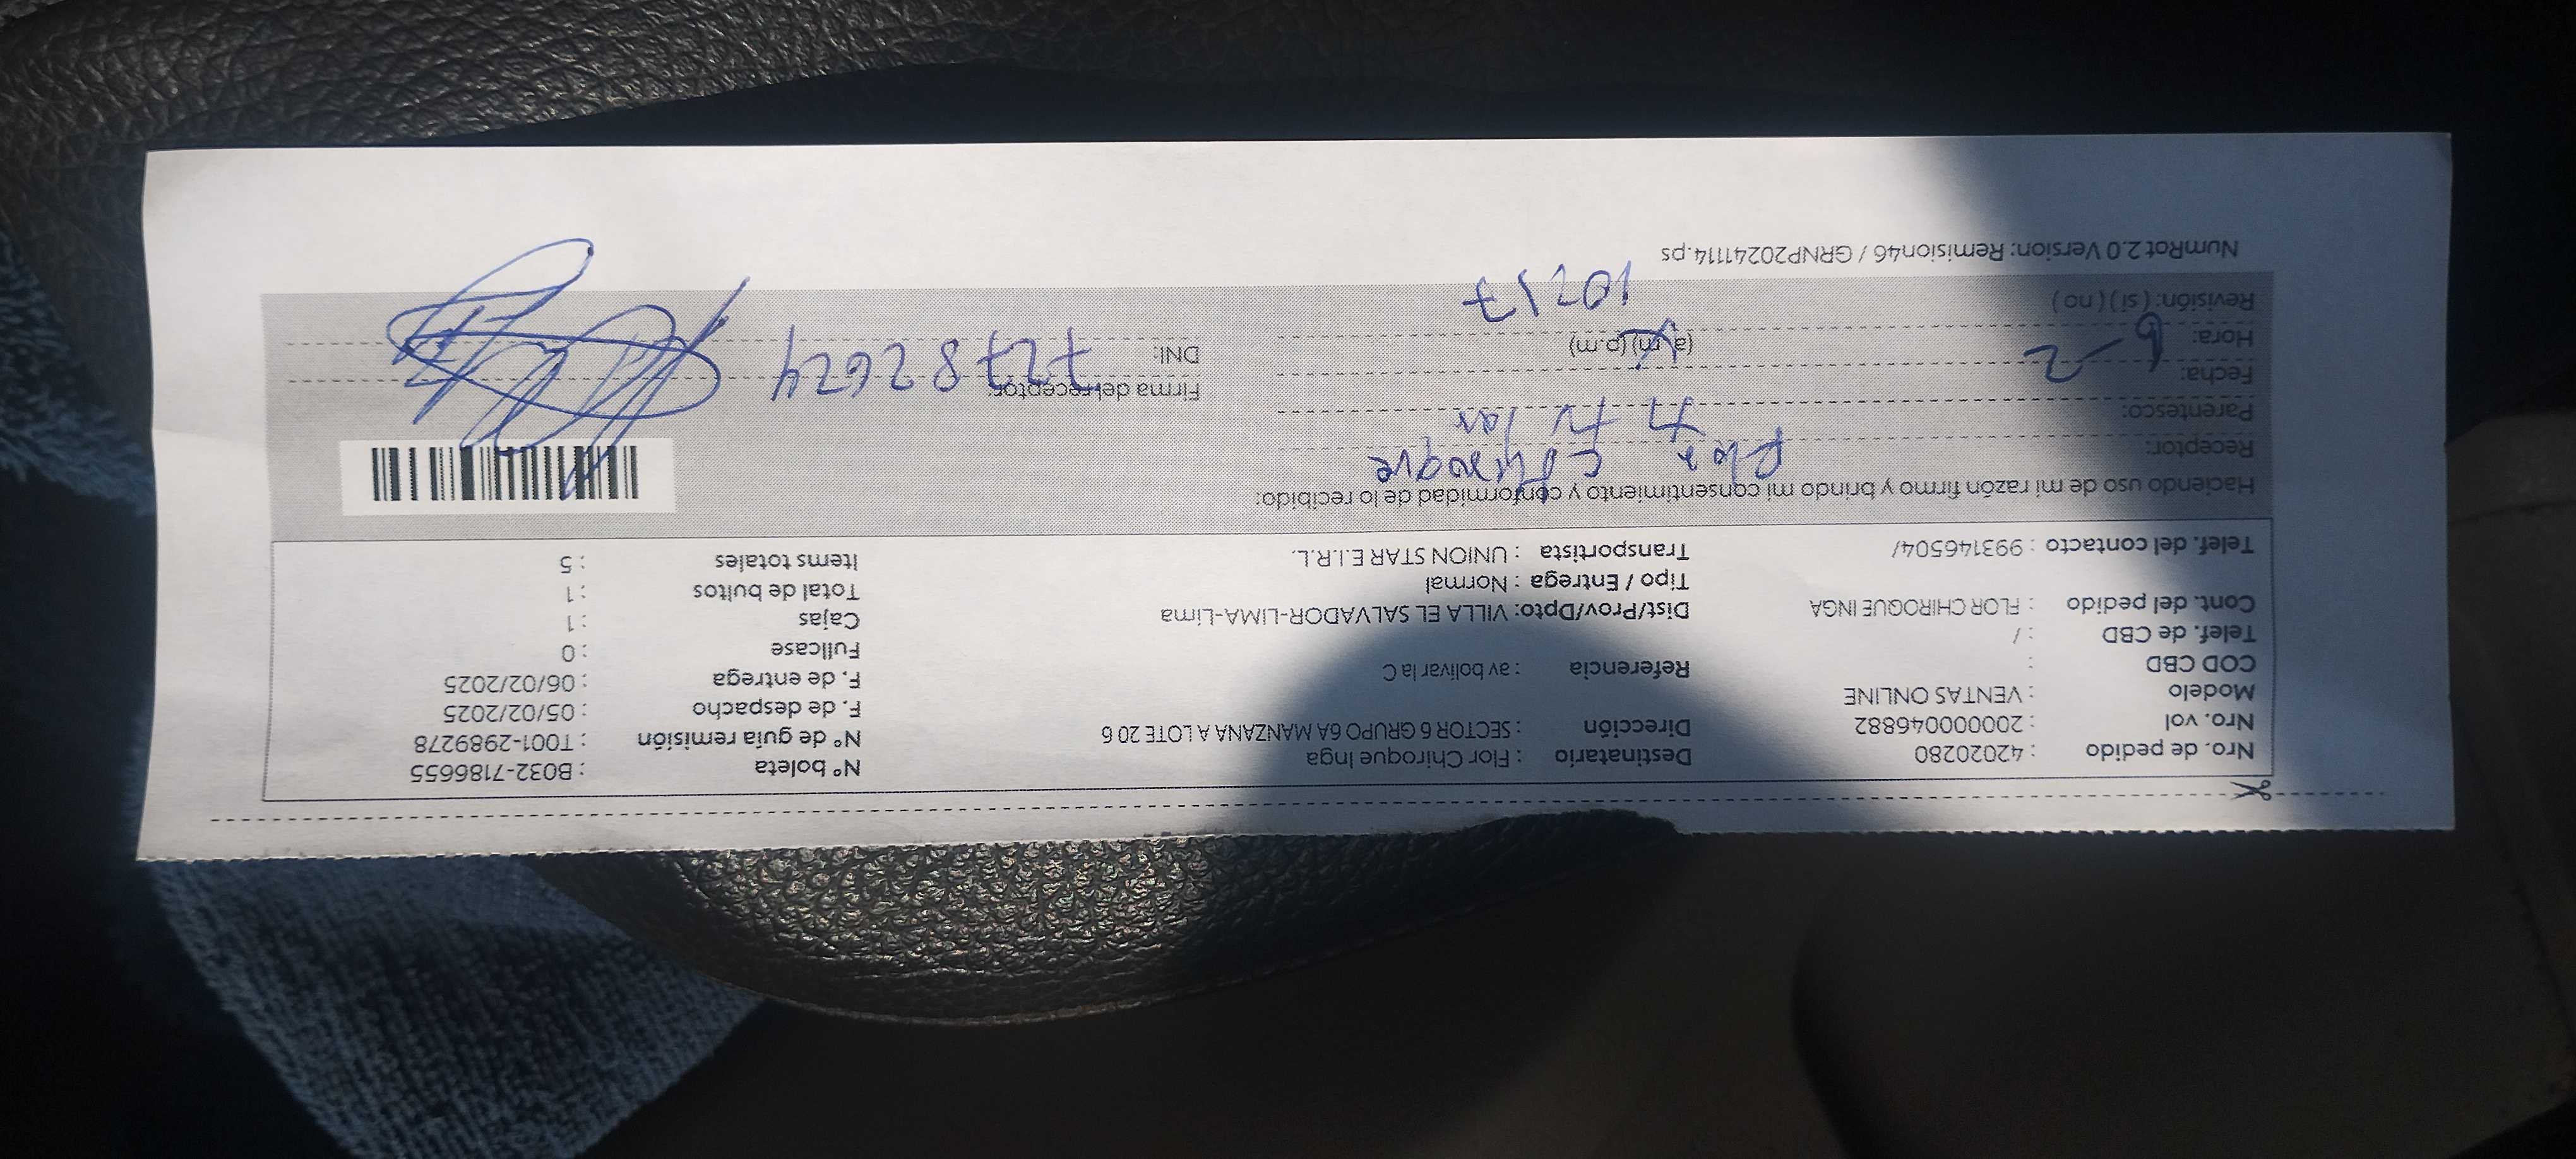 Nro. de pedido : 42020280 Destinatario : Flor Chiroque Inga N° boleta : B032-7186655
Nro. vol : 20000046882 Dirección : SECTOR 6 GRUPO 6A MANZANA A LOTE 20 6 N° de guía remisión : T001-2989278
Modelo : VENTAS ONLINE F. de despacho : 05/02/2025
COD CBD : Referencia : av bolivar la C F. de entrega : 06/02/2025
Telef. de CBD : / Fullcase : 0
Cont. del pedido : FLOR CHIROQUE INGA Dist/Prov/Dpto: VILLA EL SALVADOR-LIMA-Lima Cajas : 1
Tipo / Entrega : Normal Total de bultos : 1
Telef. del contacto : 993146504/ Transportista : UNION STAR E.I.R.L. Items totales : 5
Haciendo uso de mi razón firmo y brindo mi consentimiento y conformidad de lo recibido:
Receptor: Flor Chiroque
Parentesco: Titular
Fecha: 6-2 Firma del receptor:
Hora: (a.m) (p.m) DNI: 72782624
Revisión: ( si ) ( no ) 10217
NumRot 2.0 Version: Remision46 / GRNP20241114.ps